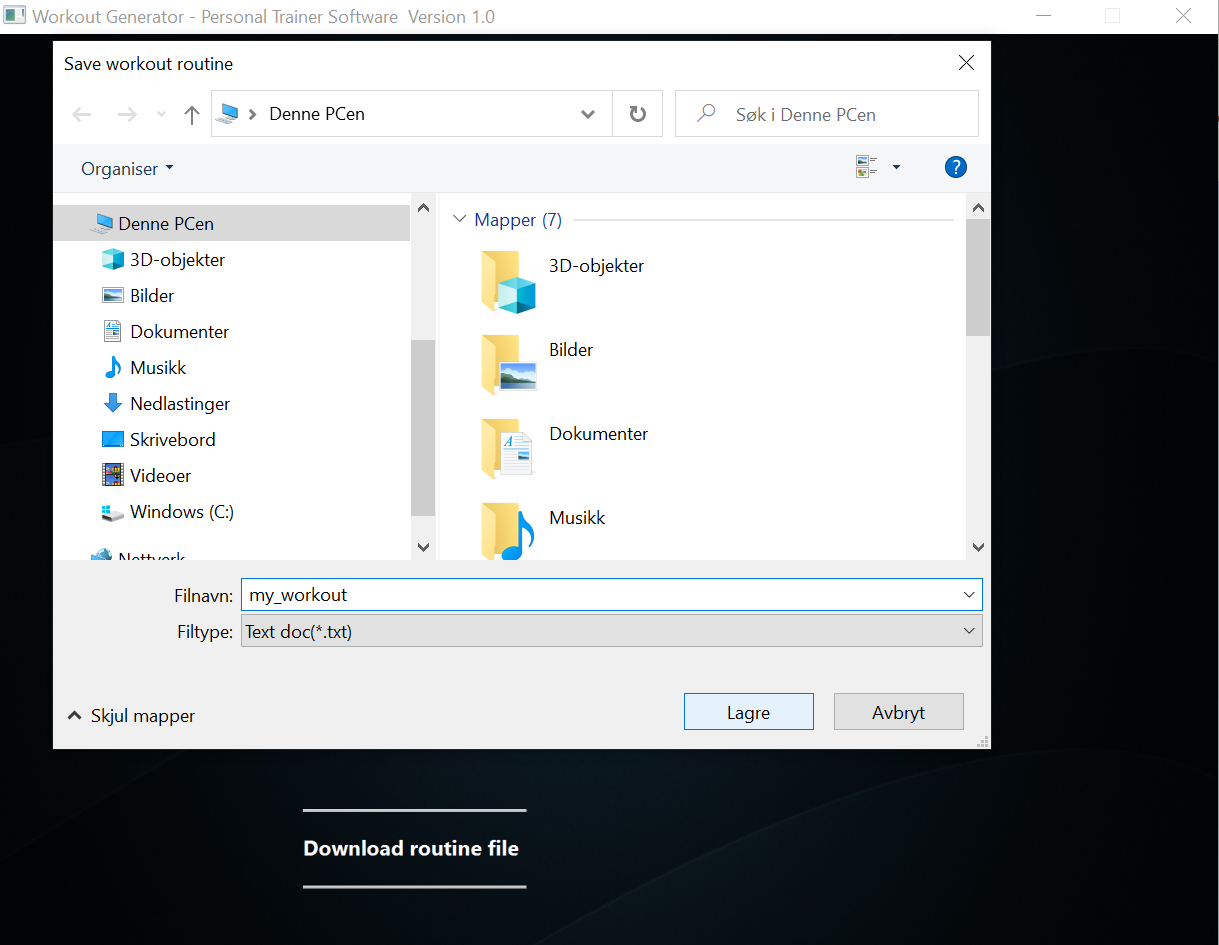 Workout Generator - Personal Trainer Software Version 1.0
Save workout routine
Denne PCen
Søk i Denne PCen
Organiser
?
Denne PCen
3D-objekter
Bilder
Dokumenter
Musikk
Nedlastinger
Skrivebord
Videoer
Windows (C:)
Nettverk
Mapper (7)
3D-objekter
Bilder
Dokumenter
Musikk
Filnavn: my_workout
Filtype: Text doc(*.txt)
Skjul mapper
Lagre
Avbryt
Download routine file